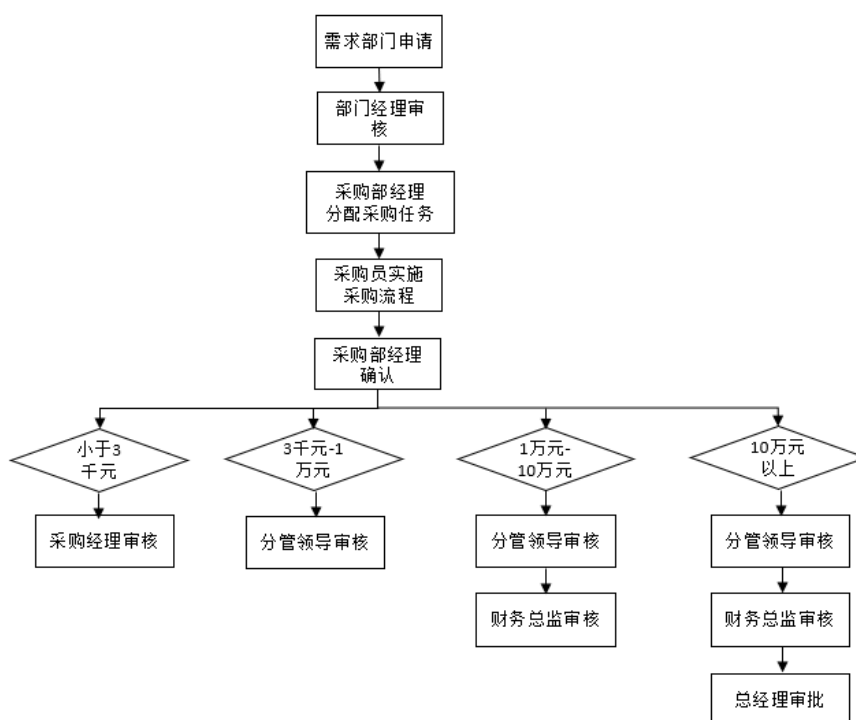 需求部门申请
部门经理审
核
采购部经理
分配采购任务
采购员实施
采购流程
采购部经理
确认
小于3
千元
3千元-1
万元
1万元-
10万元
10万元
以上
采购经理审核
分管领导审核
分管领导审核
分管领导审核
财务总监审核
财务总监审核
总经理审批